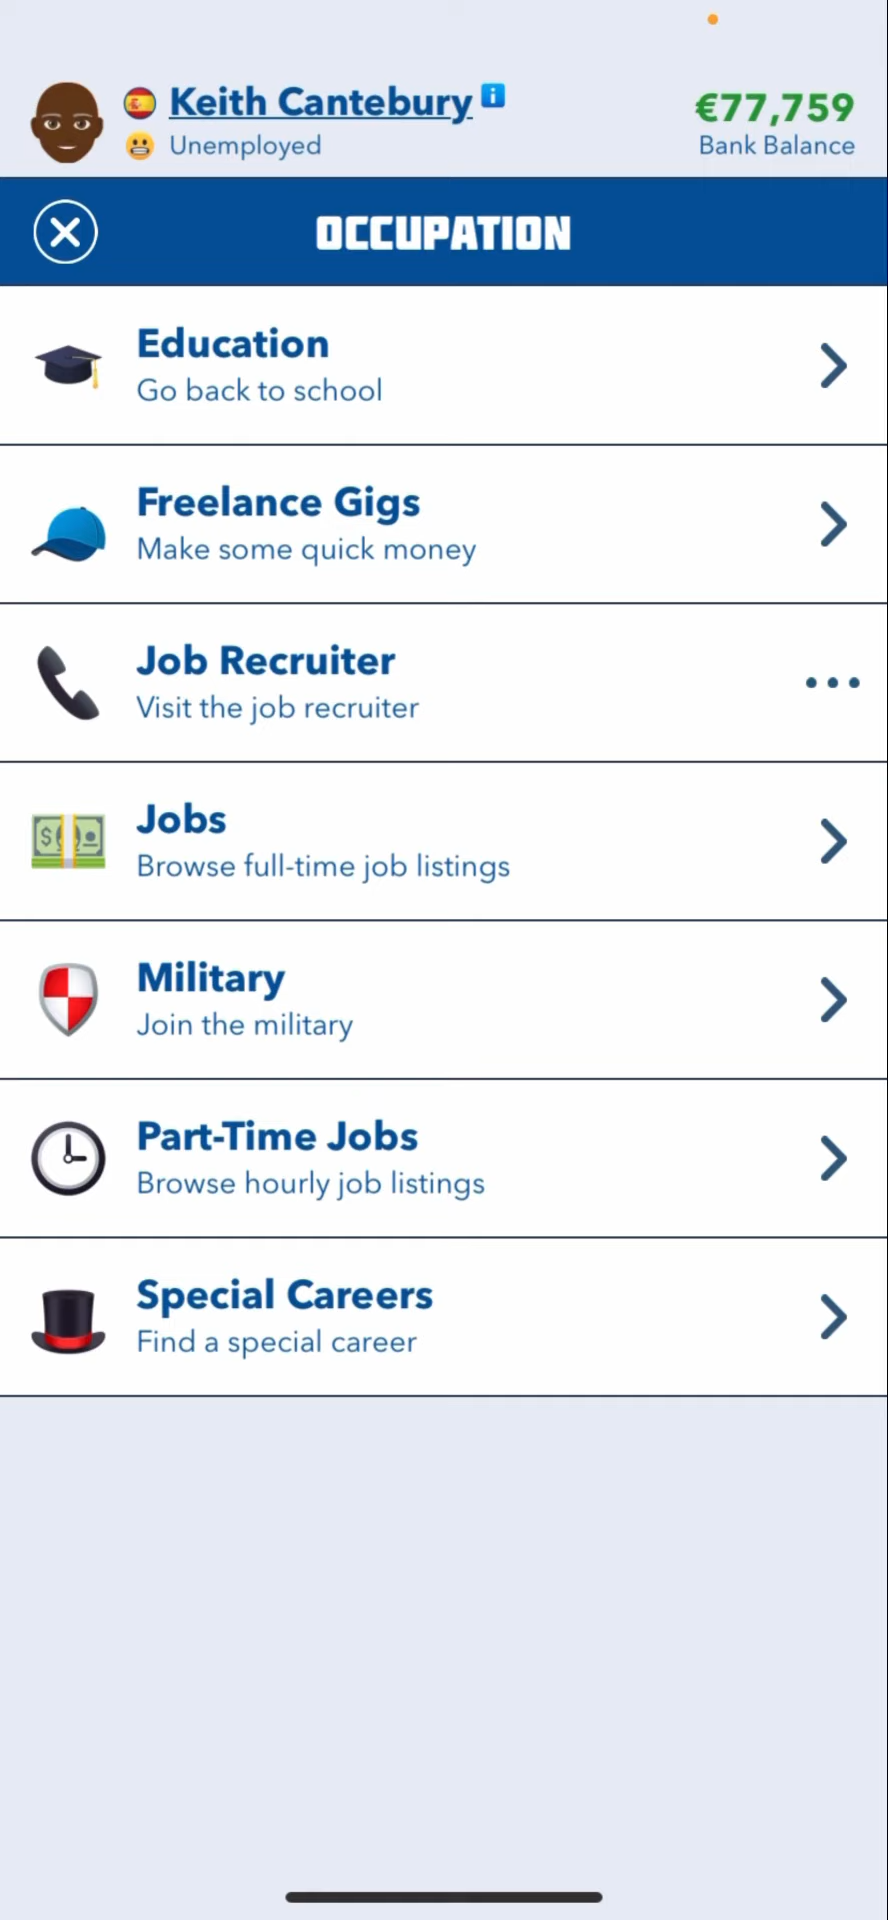 Keith Cantebury i
Unemployed
€77,759
Bank Balance
OCCUPATION
Education
Go back to school
Freelance Gigs
Make some quick money
Job Recruiter
Visit the job recruiter
Jobs
Browse full-time job listings
Military
Join the military
Part-Time Jobs
Browse hourly job listings
Special Careers
Find a special career